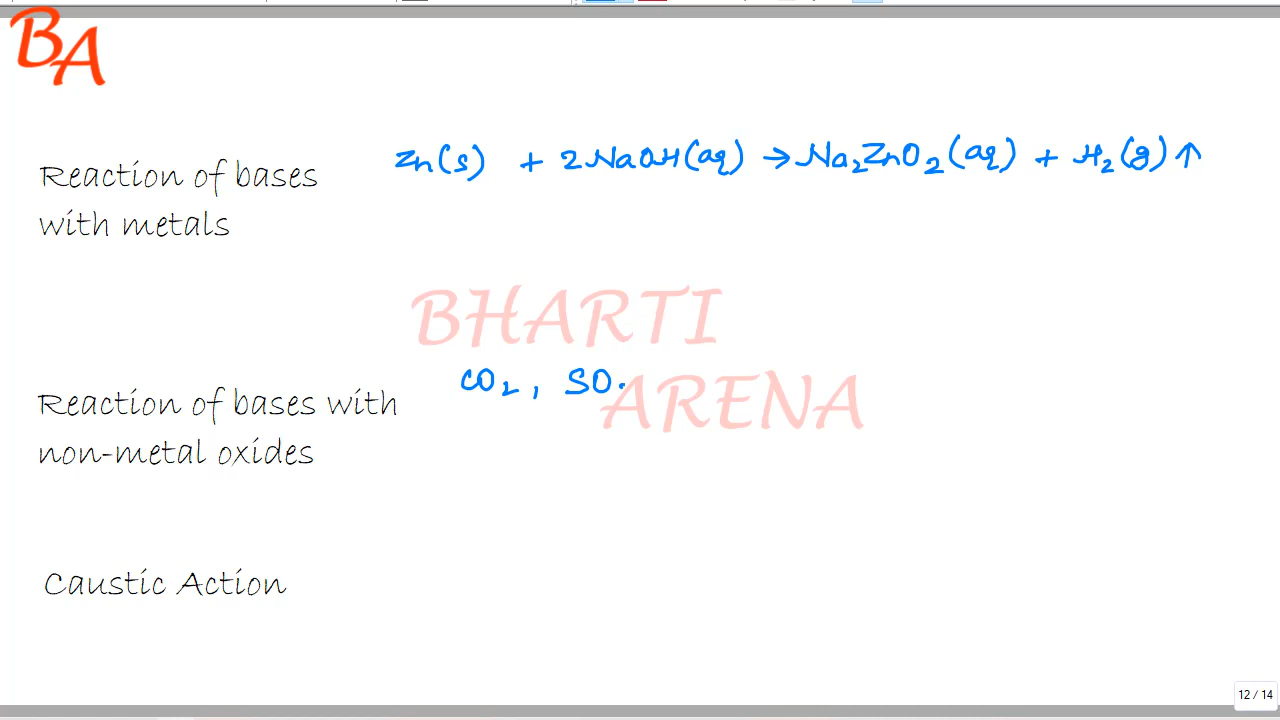 BA
Zn(s) + 2NaOH(aq) → Na₂ZnO₂(aq) + H₂(g)↑
Reaction of bases
with metals
BHARTI
ARENA
CO₂, SO
Reaction of bases with
non-metal oxides
Caustic Action
12 / 14